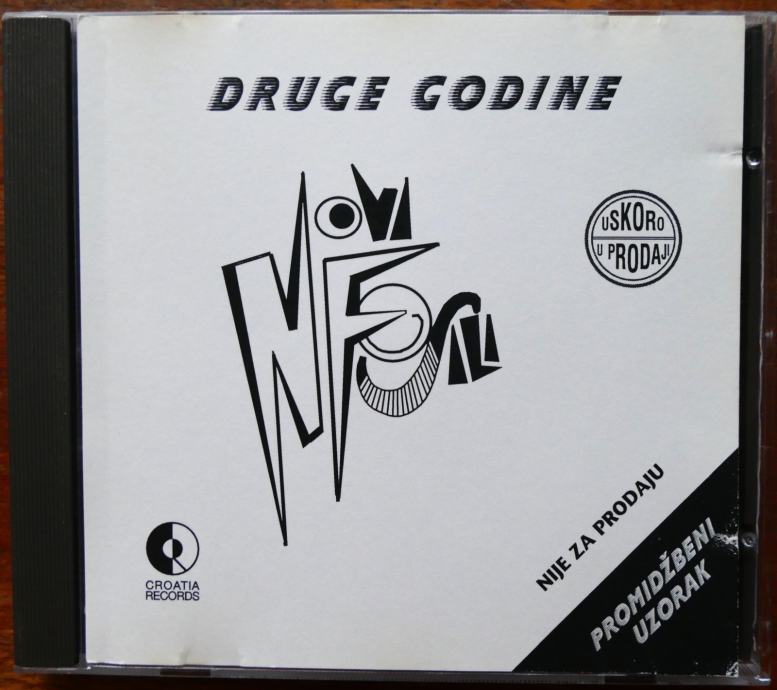 DRUGE GODINE
NOVI
FOSILI
USKORO
U PRODAJI
NIJE ZA PRODAJU
PROMIDŽBENI
UZORAK
CROATIA
RECORDS